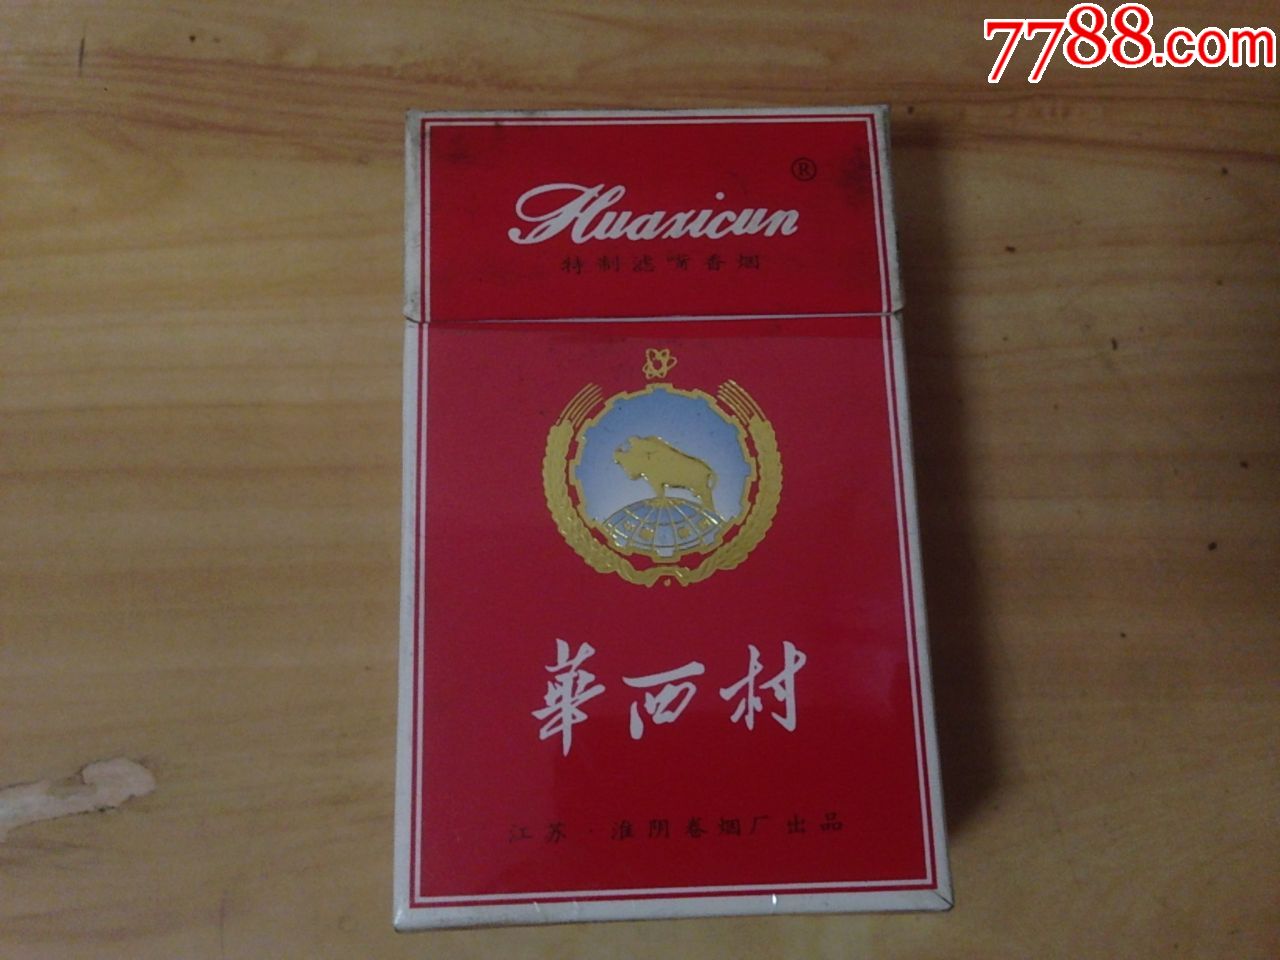 7788.com
Huaxicun ®
特制滤嘴香烟
華西村
江苏·淮阴卷烟厂出品